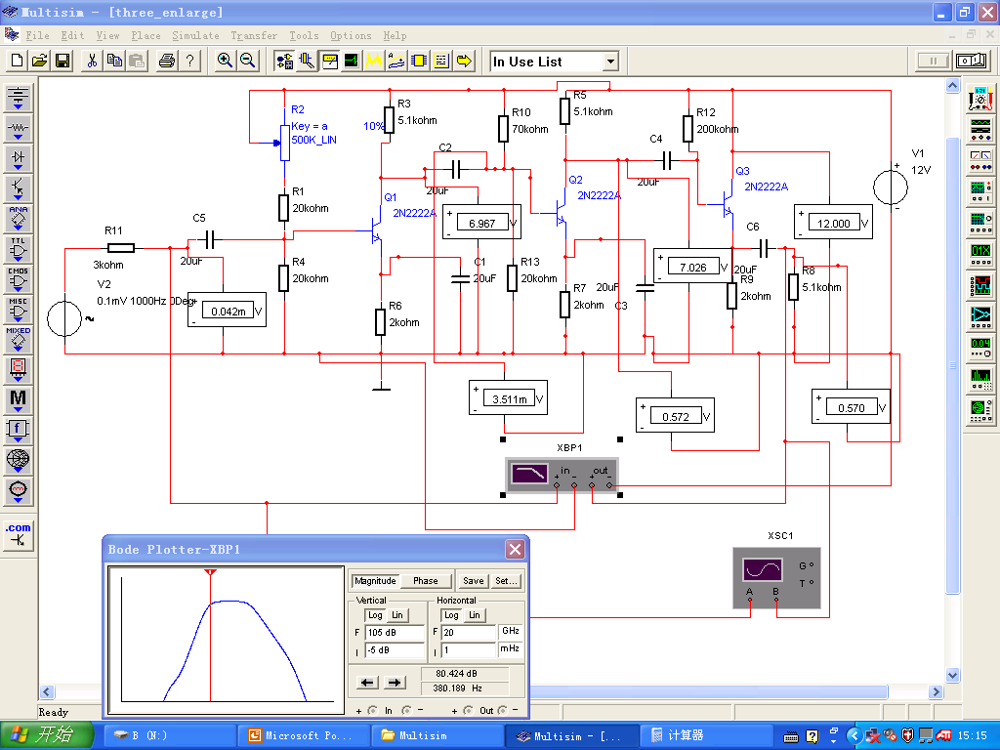 Multisim - [three_enlarge]
File Edit View Place Simulate Transfer Tools Options Help
In Use List
ANA
TTL
CMOS
MISC
MIXED
M
f
.com
R2
Key = a
500K_LIN
10%
R3
5.1kohm
R10
70kohm
R5
5.1kohm
R12
200kohm
V1
12V
C2
20uF
C4
20uF
Q3
2N2222A
Q1
2N2222A
Q2
2N2222A
R1
20kohm
C5
20uF
R11
3kohm
V2
0.1mV 1000Hz 0Deg
0.042m V
R4
20kohm
6.967 V
12.000 V
C6
20uF
C1
20uF
R13
20kohm
7.026 V
R8
5.1kohm
R9
2kohm
R6
2kohm
R7
2kohm
20uF
C3
3.511m V
0.572 V
0.570 V
XBP1
in out
XSC1
G
T
A B
Bode Plotter-XBP1
Magnitude Phase Save Set...
Vertical Horizontal
Log Lin Log Lin
F 105 dB F 20 GHz
I -5 dB I 1 mHz
80.424 dB
380.189 Hz
+ In - + Out -
Ready
开始
B (N:)
Microsoft Po...
Multisim
Multisim - [...
计算器
15:15